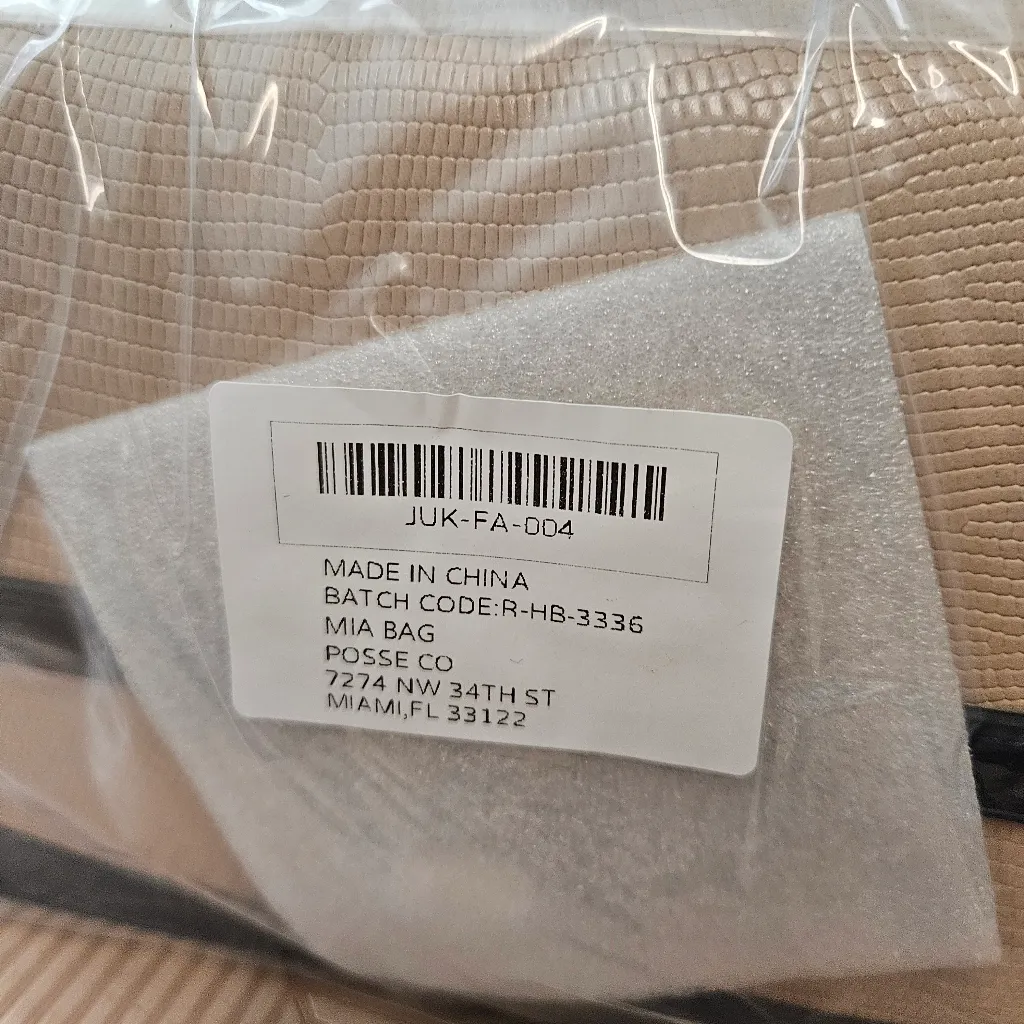 JUK-FA-004
MADE IN CHINA
BATCH CODE:R-HB-3336
MIA BAG
POSSE CO
7274 NW 34TH ST
MIAMI,FL 33122